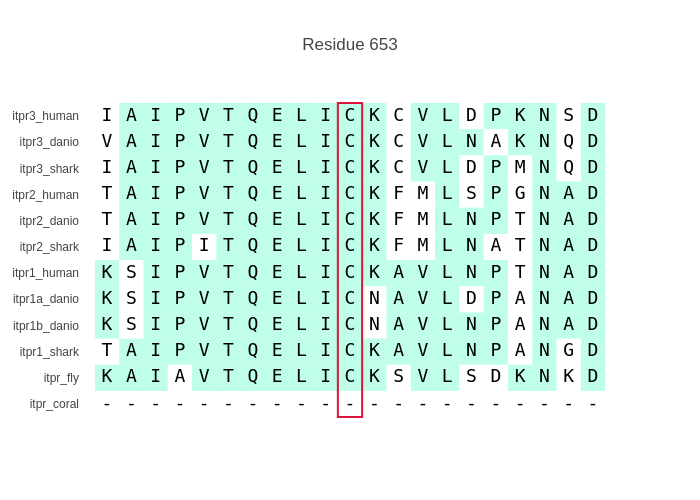 Residue 653
itpr3_human I A I P V T Q E L I C K C V L D P K N S D
itpr3_danio V A I P V T Q E L I C K C V L N A K N Q D
itpr3_shark I A I P V T Q E L I C K C V L D P M N Q D
itpr2_human T A I P V T Q E L I C K F M L S P G N A D
itpr2_danio T A I P V T Q E L I C K F M L N P T N A D
itpr2_shark I A I P I T Q E L I C K F M L N A T N A D
itpr1_human K S I P V T Q E L I C K A V L N P T N A D
itpr1a_danio K S I P V T Q E L I C N A V L D P A N A D
itpr1b_danio K S I P V T Q E L I C N A V L N P A N A D
itpr1_shark T A I P V T Q E L I C K A V L N P A N G D
itpr_fly K A I A V T Q E L I C K S V L S D K N K D
itpr_coral - - - - - - - - - - - - - - - - - - - - -